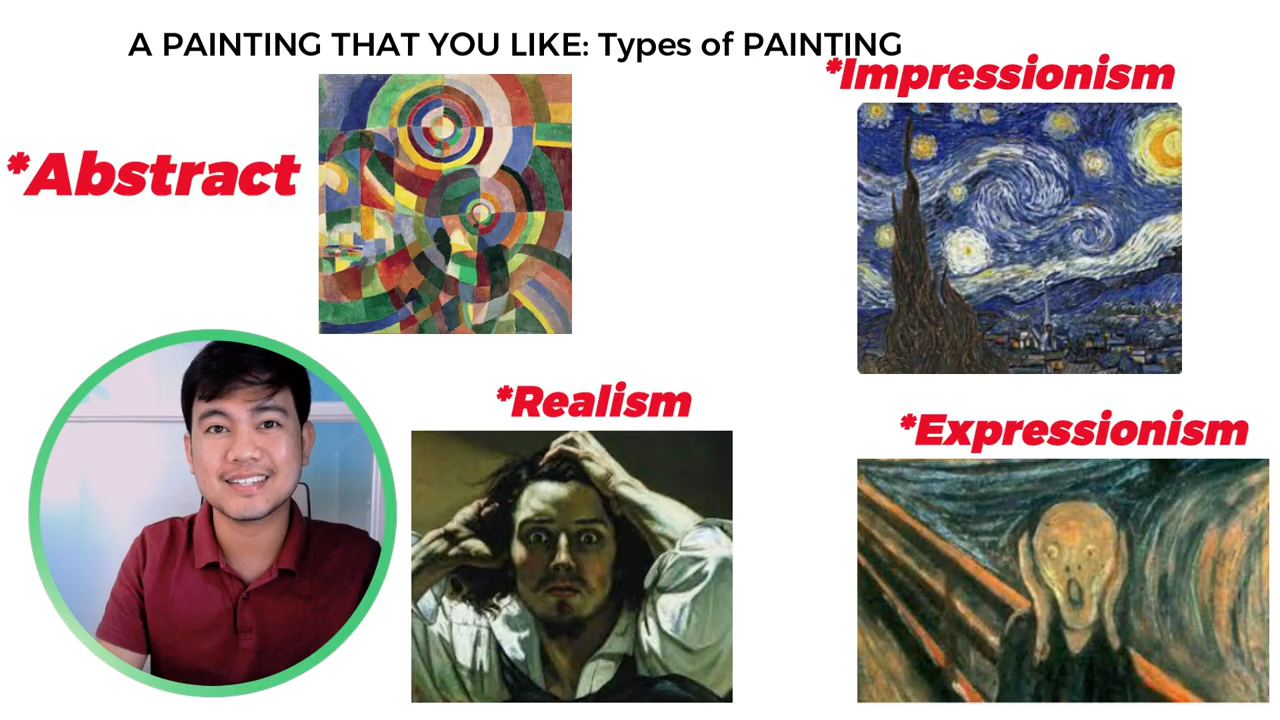 A PAINTING THAT YOU LIKE: Types of PAINTING
*Impressionism
*Abstract
*Realism
*Expressionism